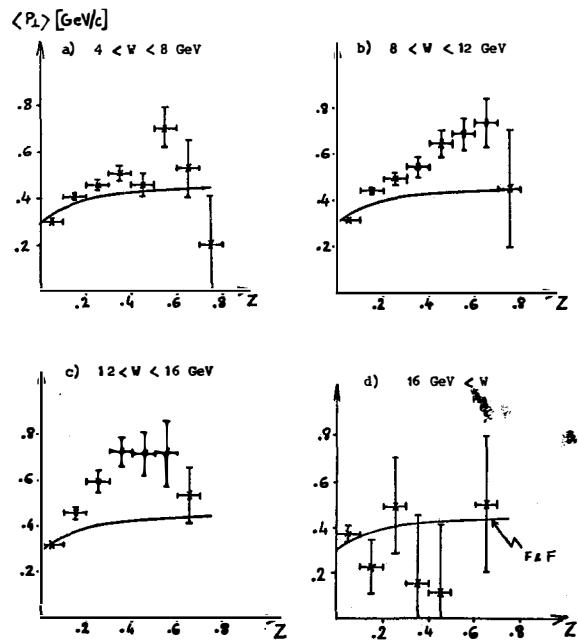 ⟨P⊥⟩ [GeV/c]
a) 4 < W < 8 GeV
b) 8 < W < 12 GeV
.8
.6
.4
.2
.2 .4 .6 .8 Z
.8
.6
.4
.2
.2 .4 .6 .8 Z
c) 12 < W < 16 GeV
d) 16 GeV < W
.8
.6
.4
.2
.2 .4 .6 .8 Z
.8
.6
.4
.2
F & F
.2 .4 .6 .8 Z